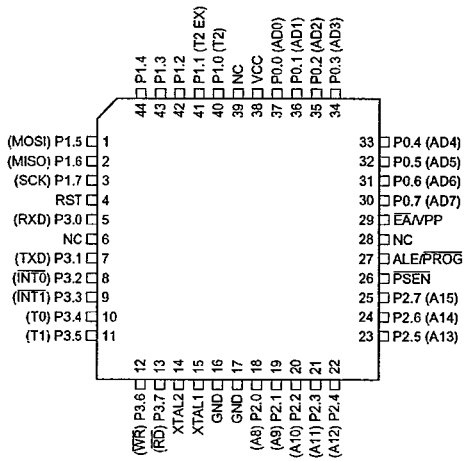 P1.4
P1.3
P1.2
P1.1 (T2 EX)
P1.0 (T2)
NC
VCC
P0.0 (AD0)
P0.1 (AD1)
P0.2 (AD2)
P0.3 (AD3)
44
43
42
41
40
39
38
37
36
35
34
(MOSI) P1.5 1
(MISO) P1.6 2
(SCK) P1.7 3
RST 4
(RXD) P3.0 5
NC 6
(TXD) P3.1 7
(INT0) P3.2 8
(INT1) P3.3 9
(T0) P3.4 10
(T1) P3.5 11
33 P0.4 (AD4)
32 P0.5 (AD5)
31 P0.6 (AD6)
30 P0.7 (AD7)
29 EA/VPP
28 NC
27 ALE/PROG
26 PSEN
25 P2.7 (A15)
24 P2.6 (A14)
23 P2.5 (A13)
12
13
14
15
16
17
18
19
20
21
22
(WR) P3.6
(RD) P3.7
XTAL2
XTAL1
GND
GND
(A8) P2.0
(A9) P2.1
(A10) P2.2
(A11) P2.3
(A12) P2.4